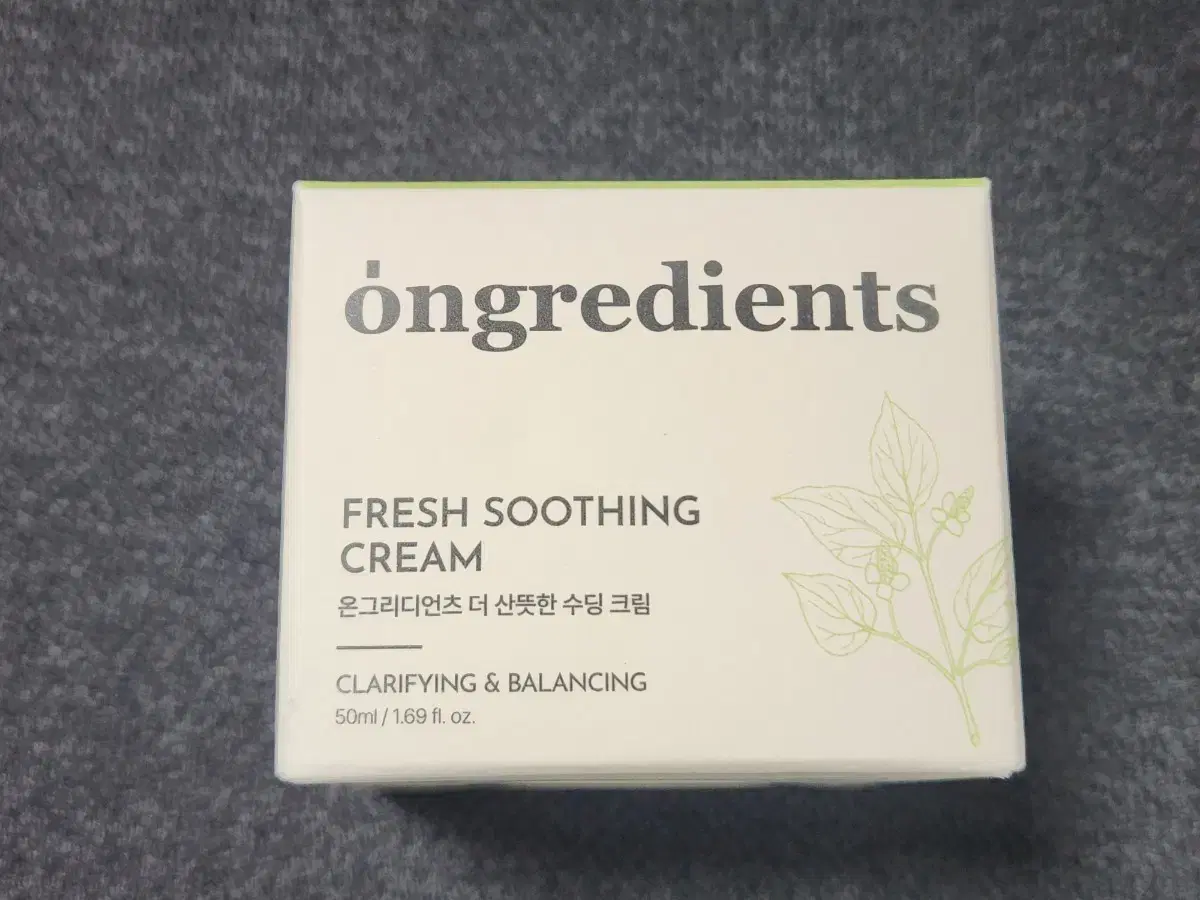 ongredients
FRESH SOOTHING
CREAM
온그리디언츠 더 산뜻한 수딩 크림
CLARIFYING & BALANCING
50ml / 1.69 fl. oz.